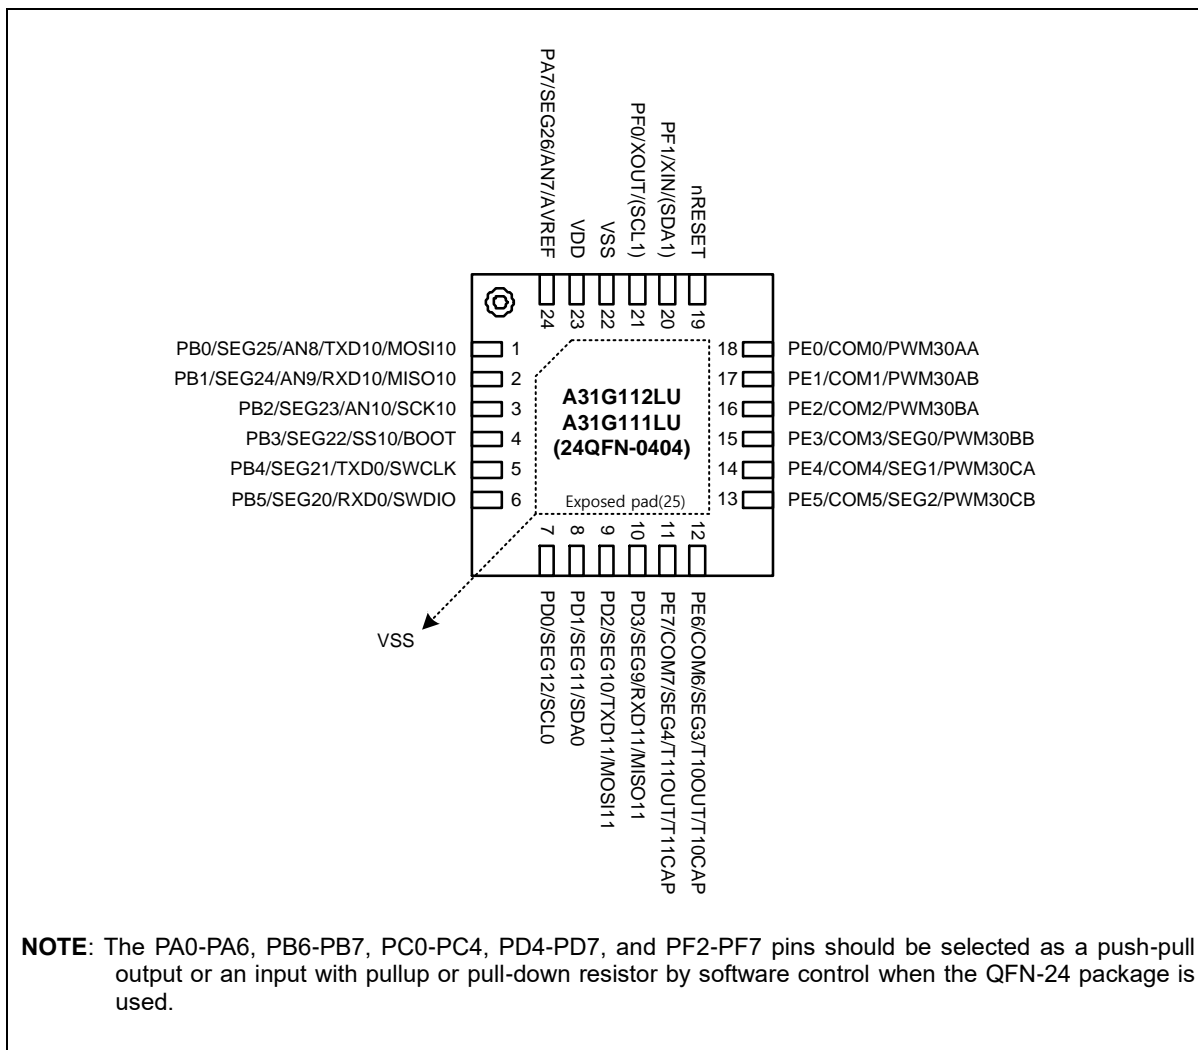 PA7/SEG26/AN7/AVREF
VDD
VSS
PF0/XOUT/(SCL1)
PF1/XIN/(SDA1)
nRESET
24
23
22
21
20
19
PB0/SEG25/AN8/TXD10/MOSI10 1
PB1/SEG24/AN9/RXD10/MISO10 2
PB2/SEG23/AN10/SCK10 3
PB3/SEG22/SS10/BOOT 4
PB4/SEG21/TXD0/SWCLK 5
PB5/SEG20/RXD0/SWDIO 6
A31G112LU
A31G111LU
(24QFN-0404)
Exposed pad(25)
18 PE0/COM0/PWM30AA
17 PE1/COM1/PWM30AB
16 PE2/COM2/PWM30BA
15 PE3/COM3/SEG0/PWM30BB
14 PE4/COM4/SEG1/PWM30CA
13 PE5/COM5/SEG2/PWM30CB
7
8
9
10
11
12
VSS
PD0/SEG12/SCL0
PD1/SEG11/SDA0
PD2/SEG10/TXD11/MOSI11
PD3/SEG9/RXD11/MISO11
PE7/COM7/SEG4/T11OUT/T11CAP
PE6/COM6/SEG3/T10OUT/T10CAP
NOTE: The PA0-PA6, PB6-PB7, PC0-PC4, PD4-PD7, and PF2-PF7 pins should be selected as a push-pull
output or an input with pullup or pull-down resistor by software control when the QFN-24 package is
used.